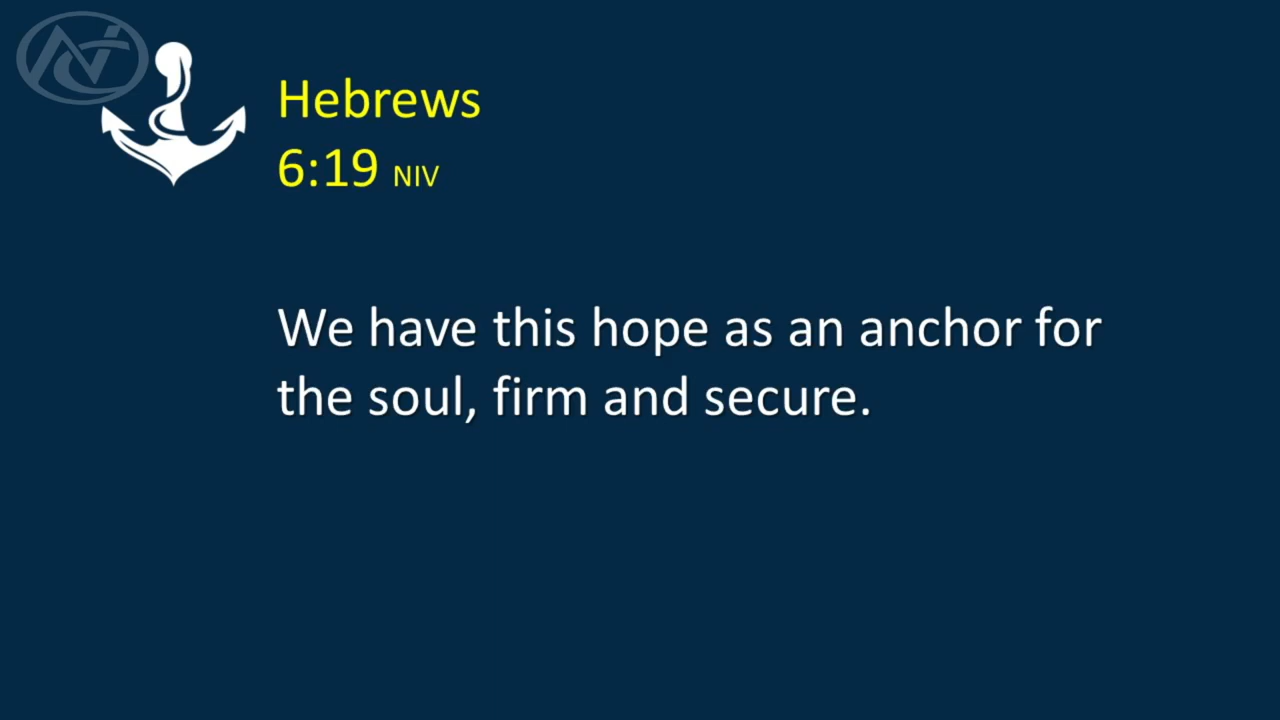 Hebrews
6:19 NIV
We have this hope as an anchor for
the soul, firm and secure.